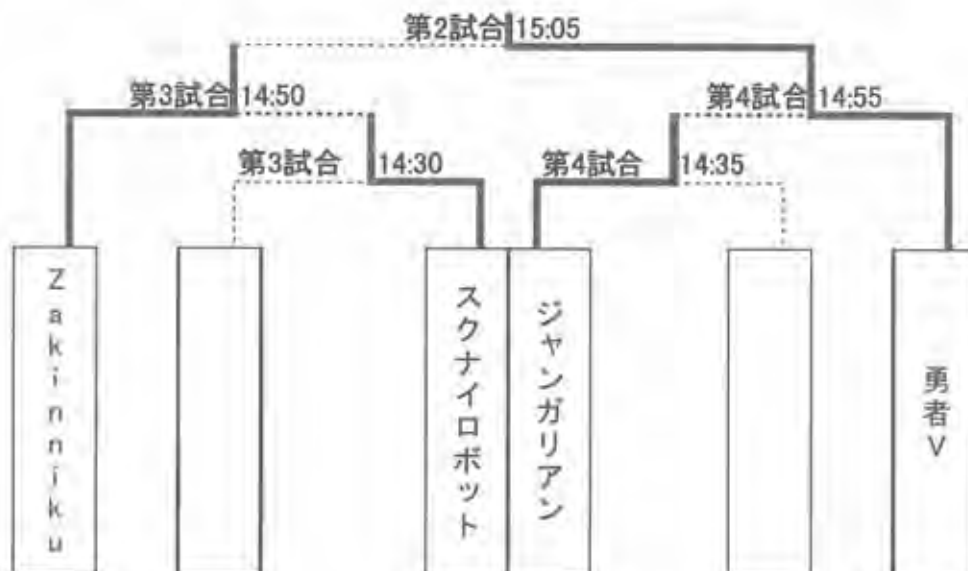 第2試合 15:05
第3試合 14:50
第4試合 14:55
第3試合 14:30
第4試合 14:35
Zakinniku
スクナイロボット
ジャンガリアン
勇者V